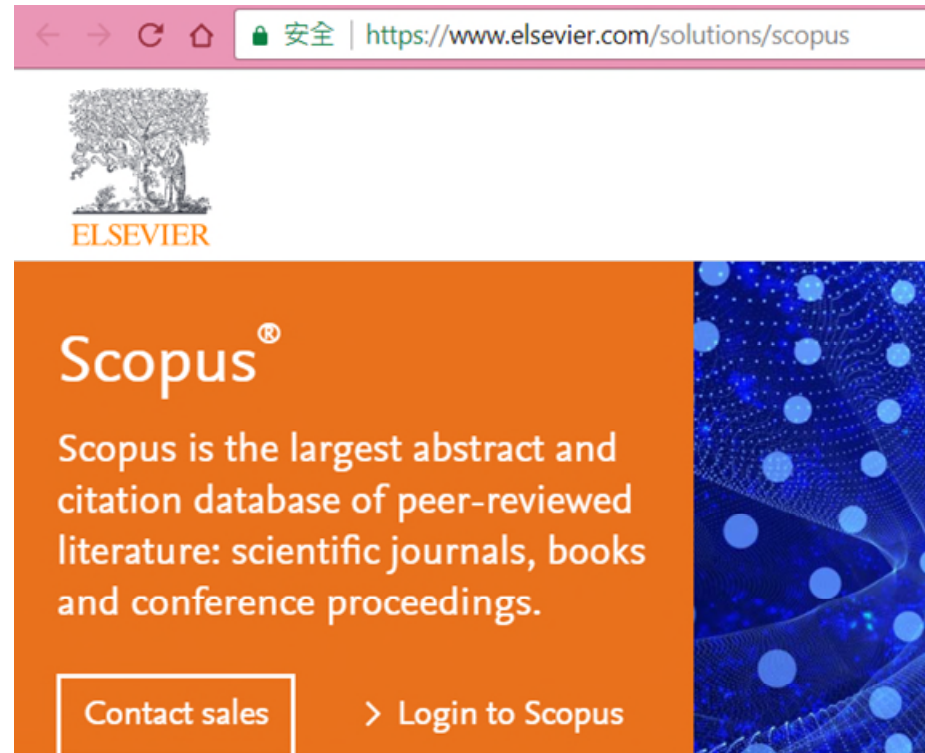 安全 | https://www.elsevier.com/solutions/scopus
ELSEVIER
Scopus®
Scopus is the largest abstract and
citation database of peer-reviewed
literature: scientific journals, books
and conference proceedings.
Contact sales > Login to Scopus